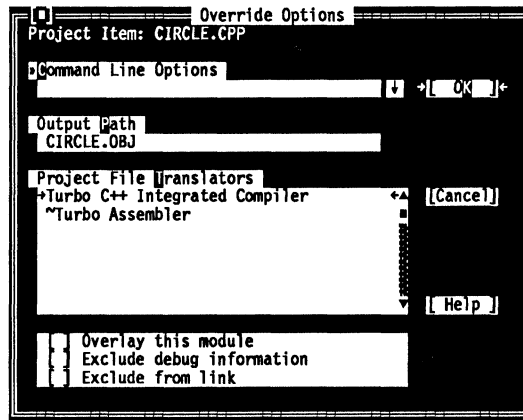 Override Options
Project Item: CIRCLE.CPP
Command Line Options
[ OK ]
Output Path
CIRCLE.OBJ
Project File Translators
Turbo C++ Integrated Compiler
[Cancel]
~Turbo Assembler
[ Help ]
[ ] Overlay this module
[ ] Exclude debug information
[ ] Exclude from link